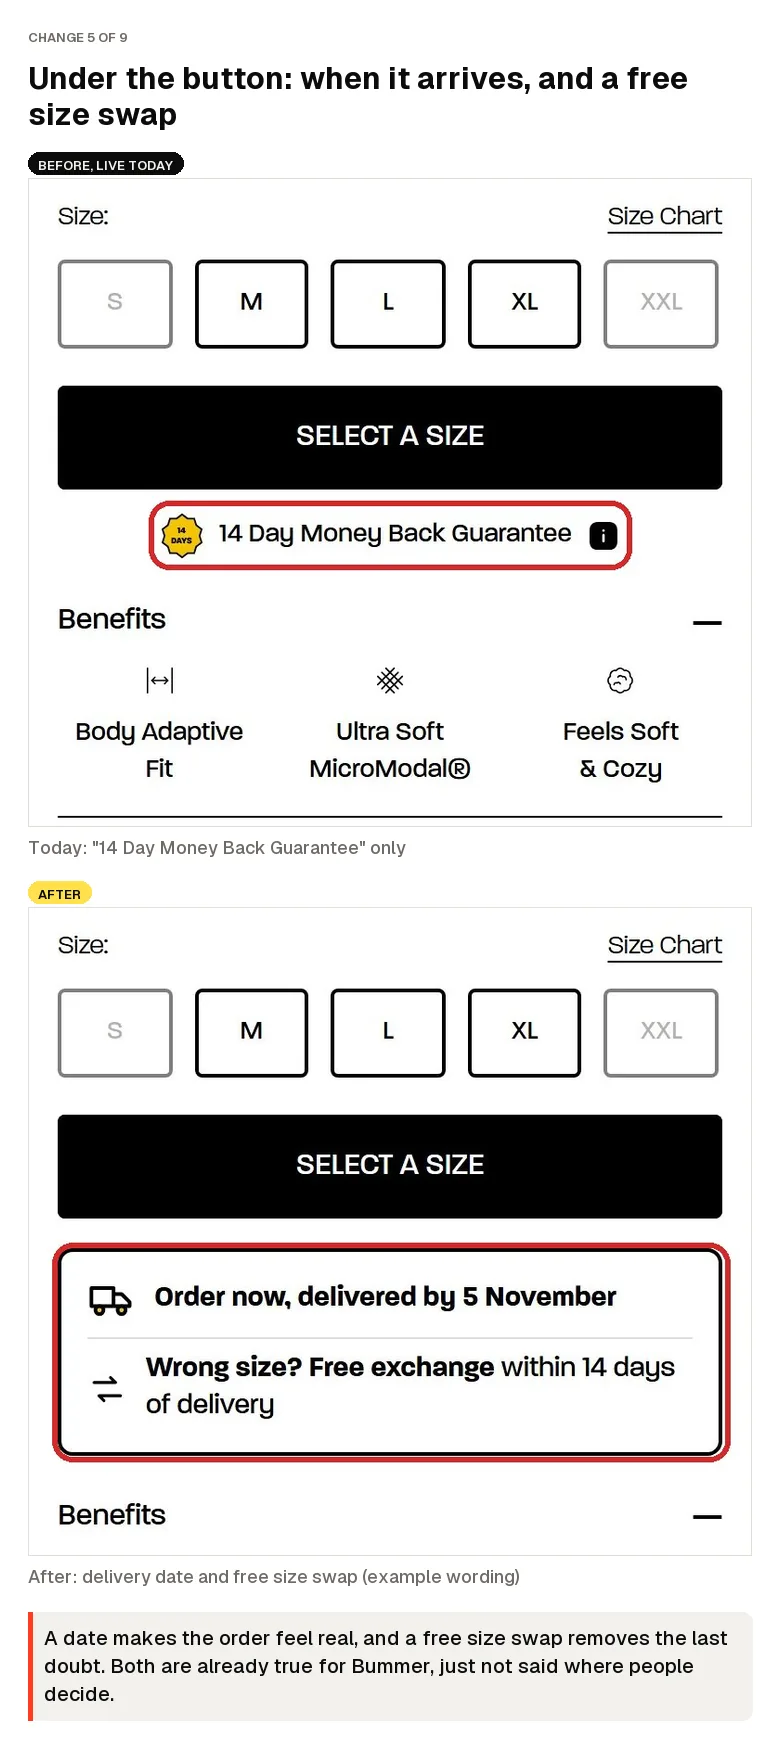 CHANGE 5 OF 9
Under the button: when it arrives, and a free
size swap
BEFORE, LIVE TODAY
Size:
Size Chart
S
M
L
XL
XXL
SELECT A SIZE
14
DAYS
14 Day Money Back Guarantee
i
Benefits
Body Adaptive
Fit
Ultra Soft
MicroModal®
Feels Soft
& Cozy
Today: "14 Day Money Back Guarantee" only
AFTER
Size:
Size Chart
S
M
L
XL
XXL
SELECT A SIZE
Order now, delivered by 5 November
Wrong size? Free exchange within 14 days
of delivery
Benefits
After: delivery date and free size swap (example wording)
A date makes the order feel real, and a free size swap removes the last
doubt. Both are already true for Bummer, just not said where people
decide.